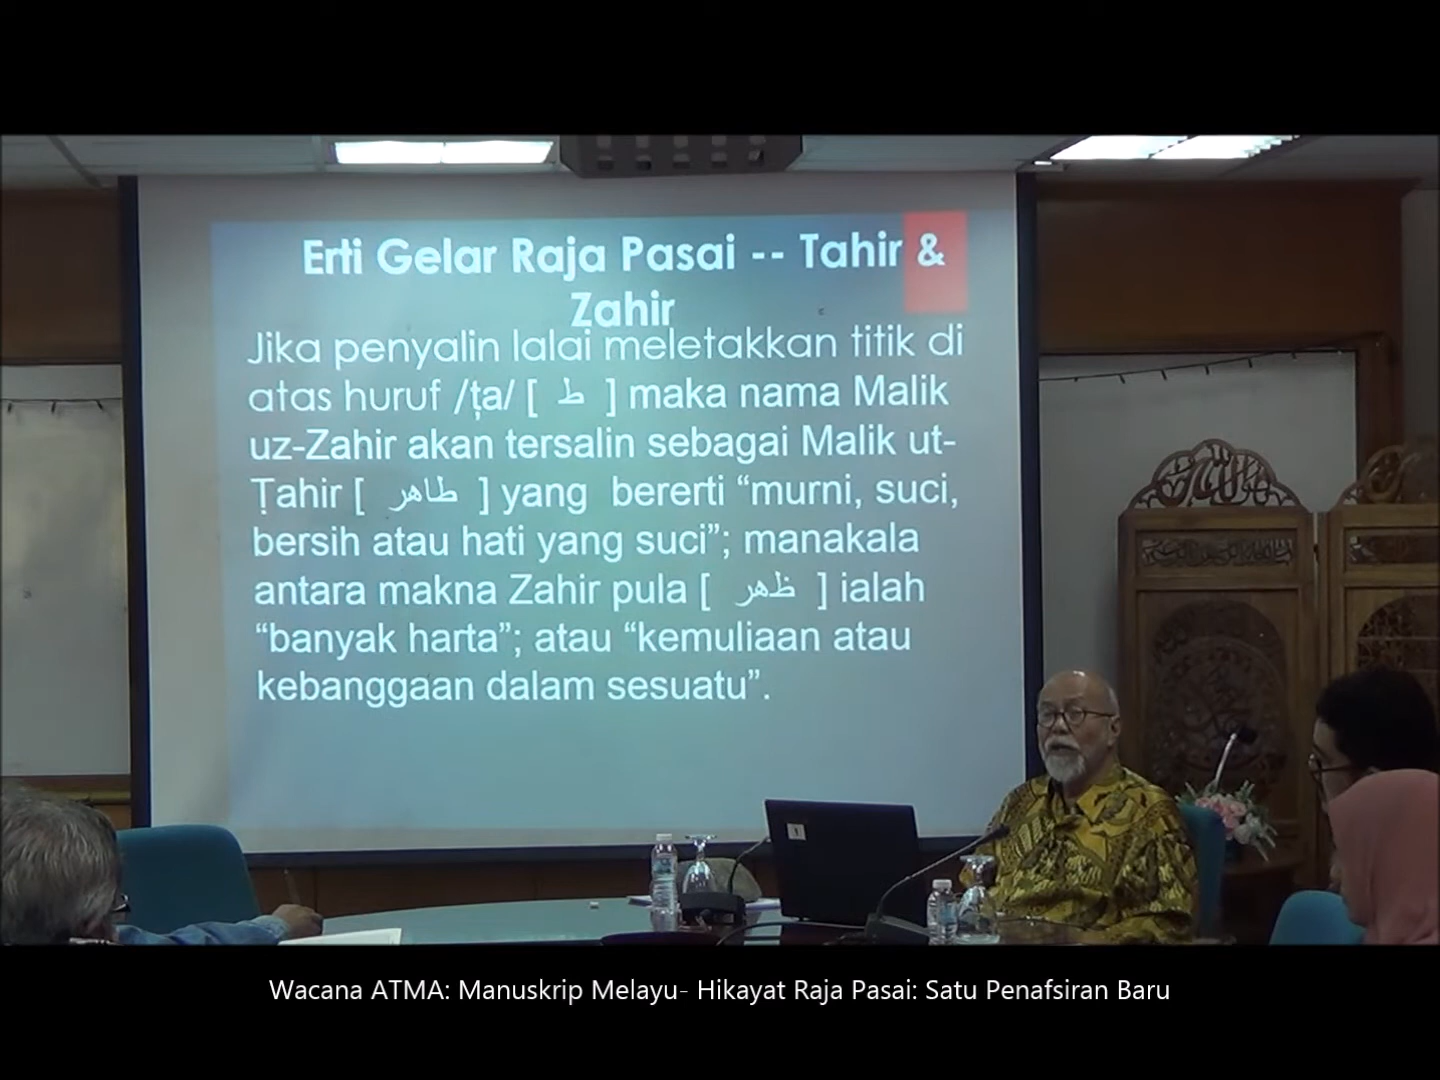 Erti Gelar Raja Pasai -- Tahir &
Zahir
Jika penyalin lalai meletakkan titik di
atas huruf /ṭa/ [ ط ] maka nama Malik
uz-Zahir akan tersalin sebagai Malik ut-
Ṭahir [ طاهر ] yang bererti “murni, suci,
bersih atau hati yang suci”; manakala
antara makna Zahir pula [ ظهر ] ialah
“banyak harta”; atau “kemuliaan atau
kebanggaan dalam sesuatu”.
Wacana ATMA: Manuskrip Melayu- Hikayat Raja Pasai: Satu Penafsiran Baru